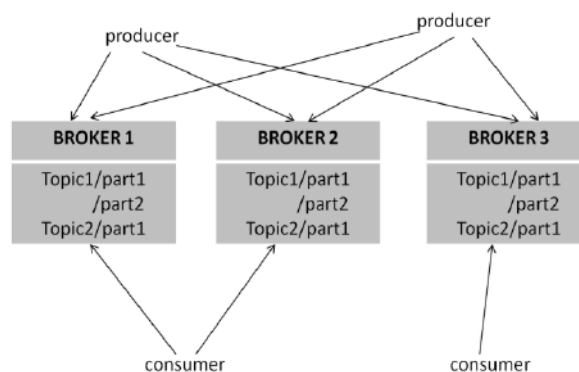 producer
producer
BROKER 1
BROKER 2
BROKER 3
Topic1/part1
/part2
Topic2/part1
Topic1/part1
/part2
Topic2/part1
Topic1/part1
/part2
Topic2/part1
consumer
consumer